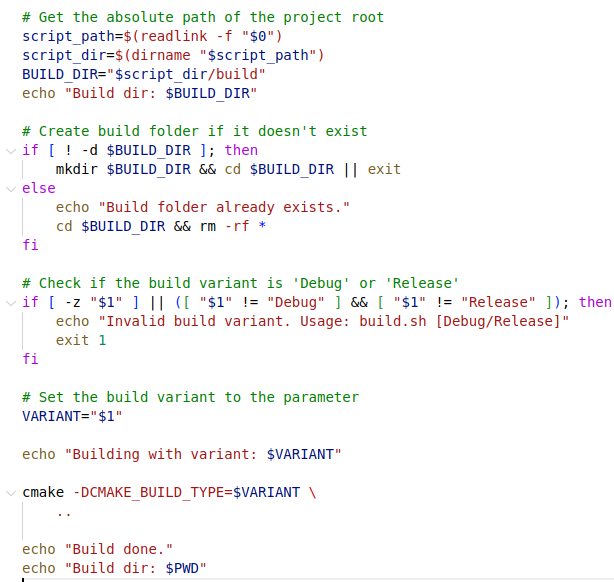 # Get the absolute path of the project root
script_path=$(readlink -f "$0")
script_dir=$(dirname "$script_path")
BUILD_DIR="$script_dir/build"
echo "Build dir: $BUILD_DIR"

# Create build folder if it doesn't exist
if [ ! -d $BUILD_DIR ]; then
    mkdir $BUILD_DIR && cd $BUILD_DIR || exit
else
    echo "Build folder already exists."
    cd $BUILD_DIR && rm -rf *
fi

# Check if the build variant is 'Debug' or 'Release'
if [ -z "$1" ] || ([ "$1" != "Debug" ] && [ "$1" != "Release" ]); then
    echo "Invalid build variant. Usage: build.sh [Debug/Release]"
    exit 1
fi

# Set the build variant to the parameter
VARIANT="$1"

echo "Building with variant: $VARIANT"

cmake -DCMAKE_BUILD_TYPE=$VARIANT \
    ..

echo "Build done."
echo "Build dir: $PWD"